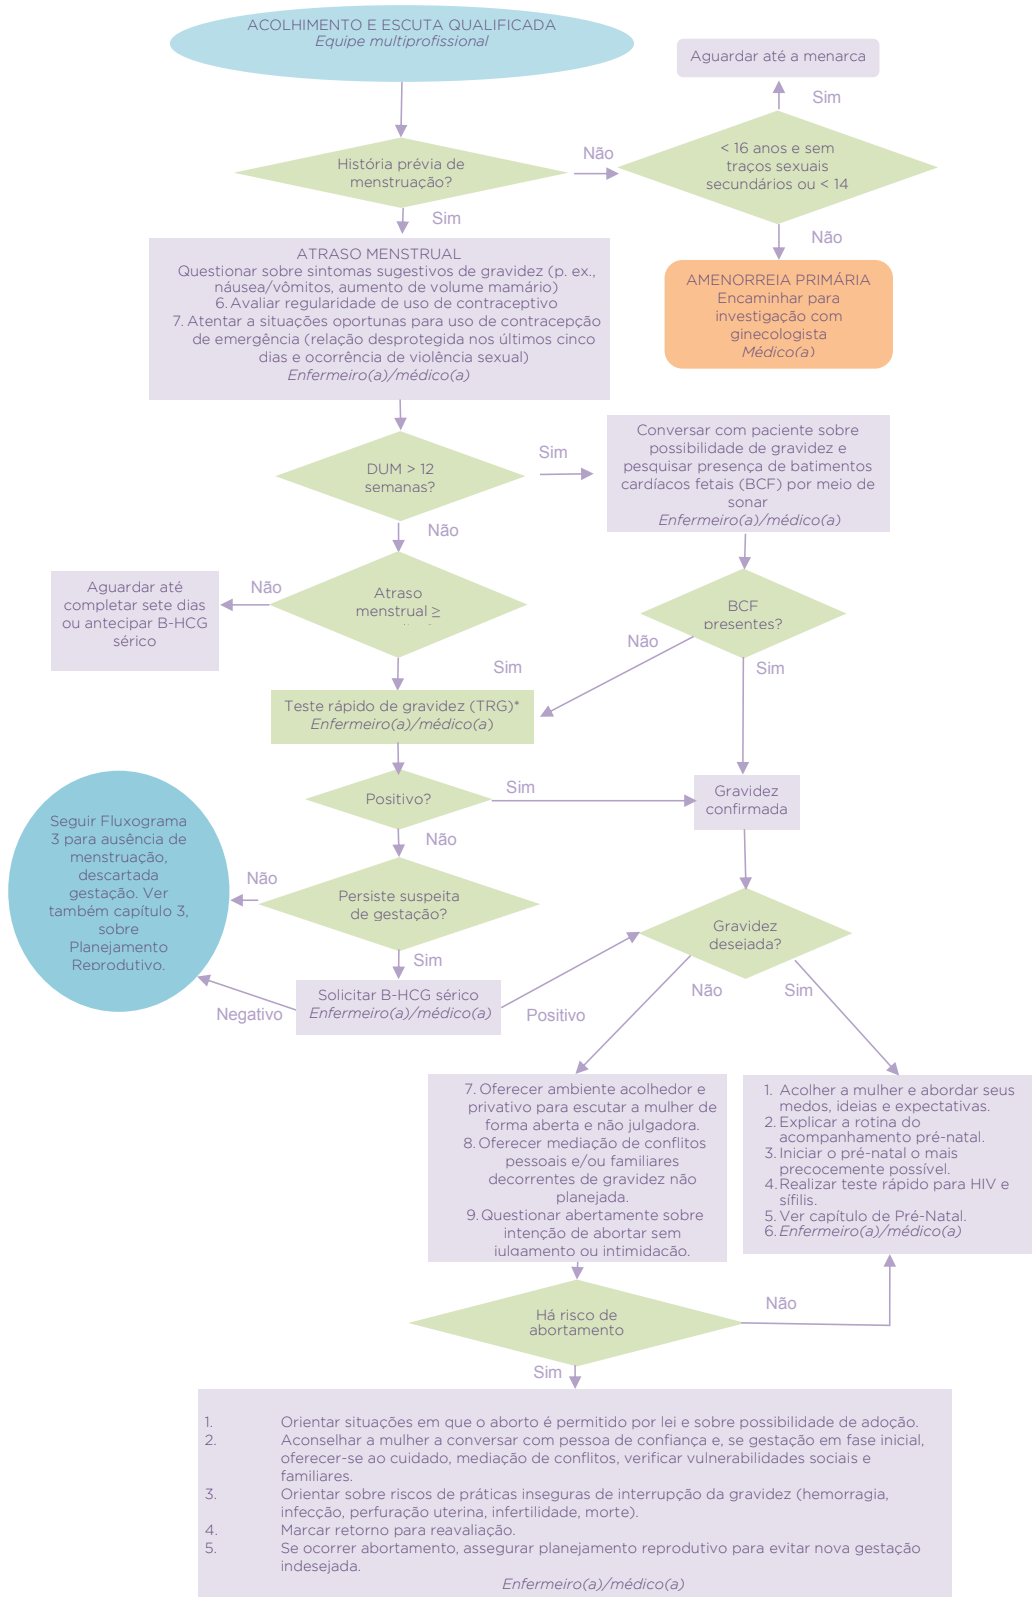 ACOLHIMENTO E ESCUTA QUALIFICADA
Equipe multiprofissional
Aguardar até a menarca
Sim
História prévia de
menstruação?
Não
< 16 anos e sem
traços sexuais
secundários ou < 14
Sim
Não
ATRASO MENSTRUAL
Questionar sobre sintomas sugestivos de gravidez (p. ex.,
náusea/vômitos, aumento de volume mamário)
6. Avaliar regularidade de uso de contraceptivo
7. Atentar a situações oportunas para uso de contracepção
de emergência (relação desprotegida nos últimos cinco
dias e ocorrência de violência sexual)
Enfermeiro(a)/médico(a)
AMENORREIA PRIMÁRIA
Encaminhar para
investigação com
ginecologista
Médico(a)
DUM > 12
semanas?
Sim
Conversar com paciente sobre
possibilidade de gravidez e
pesquisar presença de batimentos
cardíacos fetais (BCF) por meio de
sonar
Enfermeiro(a)/médico(a)
Não
Atraso
menstrual ≥
Não
Aguardar até
completar sete dias
ou antecipar B-HCG
sérico
BCF
presentes?
Não
Sim
Sim
Teste rápido de gravidez (TRG)*
Enfermeiro(a)/médico(a)
Positivo?
Sim
Gravidez
confirmada
Não
Seguir Fluxograma
3 para ausência de
menstruação,
descartada
gestação. Ver
também capítulo 3,
sobre
Planejamento
Reprodutivo.
Não
Persiste suspeita
de gestação?
Gravidez
desejada?
Sim
Negativo
Solicitar B-HCG sérico
Enfermeiro(a)/médico(a)
Positivo
Não
Sim
7. Oferecer ambiente acolhedor e
privativo para escutar a mulher de
forma aberta e não julgadora.
8. Oferecer mediação de conflitos
pessoais e/ou familiares
decorrentes de gravidez não
planejada.
9. Questionar abertamente sobre
intenção de abortar sem
julgamento ou intimidação.
1. Acolher a mulher e abordar seus
medos, ideias e expectativas.
2. Explicar a rotina do
acompanhamento pré-natal.
3. Iniciar o pré-natal o mais
precocemente possível.
4. Realizar teste rápido para HIV e
sífilis.
5. Ver capítulo de Pré-Natal.
6. Enfermeiro(a)/médico(a)
Há risco de
abortamento
Não
Sim
1. Orientar situações em que o aborto é permitido por lei e sobre possibilidade de adoção.
2. Aconselhar a mulher a conversar com pessoa de confiança e, se gestação em fase inicial,
oferecer-se ao cuidado, mediação de conflitos, verificar vulnerabilidades sociais e
familiares.
3. Orientar sobre riscos de práticas inseguras de interrupção da gravidez (hemorragia,
infecção, perfuração uterina, infertilidade, morte).
4. Marcar retorno para reavaliação.
5. Se ocorrer abortamento, assegurar planejamento reprodutivo para evitar nova gestação
indesejada.
Enfermeiro(a)/médico(a)